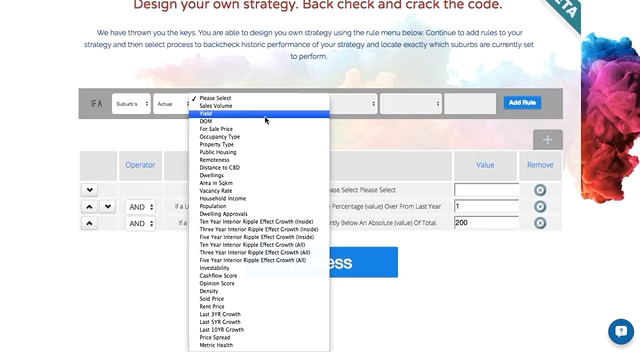 Design your own strategy. Back check and crack the code.
We have thrown you the keys. You are able to design you own strategy using the rule menu below. Continue to add rules to your
strategy and then select process to backcheck historic performance of your strategy and locate exactly which suburbs are currently set
to perform.
BETA
IF A
Suburb's
Actual
Add Rule
✓ Please Select
Sales Volume
Yield
DOM
For Sale Price
Occupancy Type
Property Type
Public Housing
Remoteness
Distance to CBD
Dwellings
Area in Sqkm
Vacancy Rate
Household Income
Population
Dwelling Approvals
Ten Year Interior Ripple Effect Growth (Inside)
Three Year Interior Ripple Effect Growth (Inside)
Five Year Interior Ripple Effect Growth (Inside)
Ten Year Interior Ripple Effect Growth (All)
Three Year Interior Ripple Effect Growth (All)
Five Year Interior Ripple Effect Growth (All)
Investability
Cashflow Score
Opinion Score
Density
Sold Price
Rent Price
Last 3YR Growth
Last 5YR Growth
Last 10YR Growth
Price Spread
Metric Health
+
Operator
Value
Remove
Please Select
AND
If a
Percentage (value) Over From Last
1
AND
If a
Below An Absolute (value) Of Total.
200
ess
?